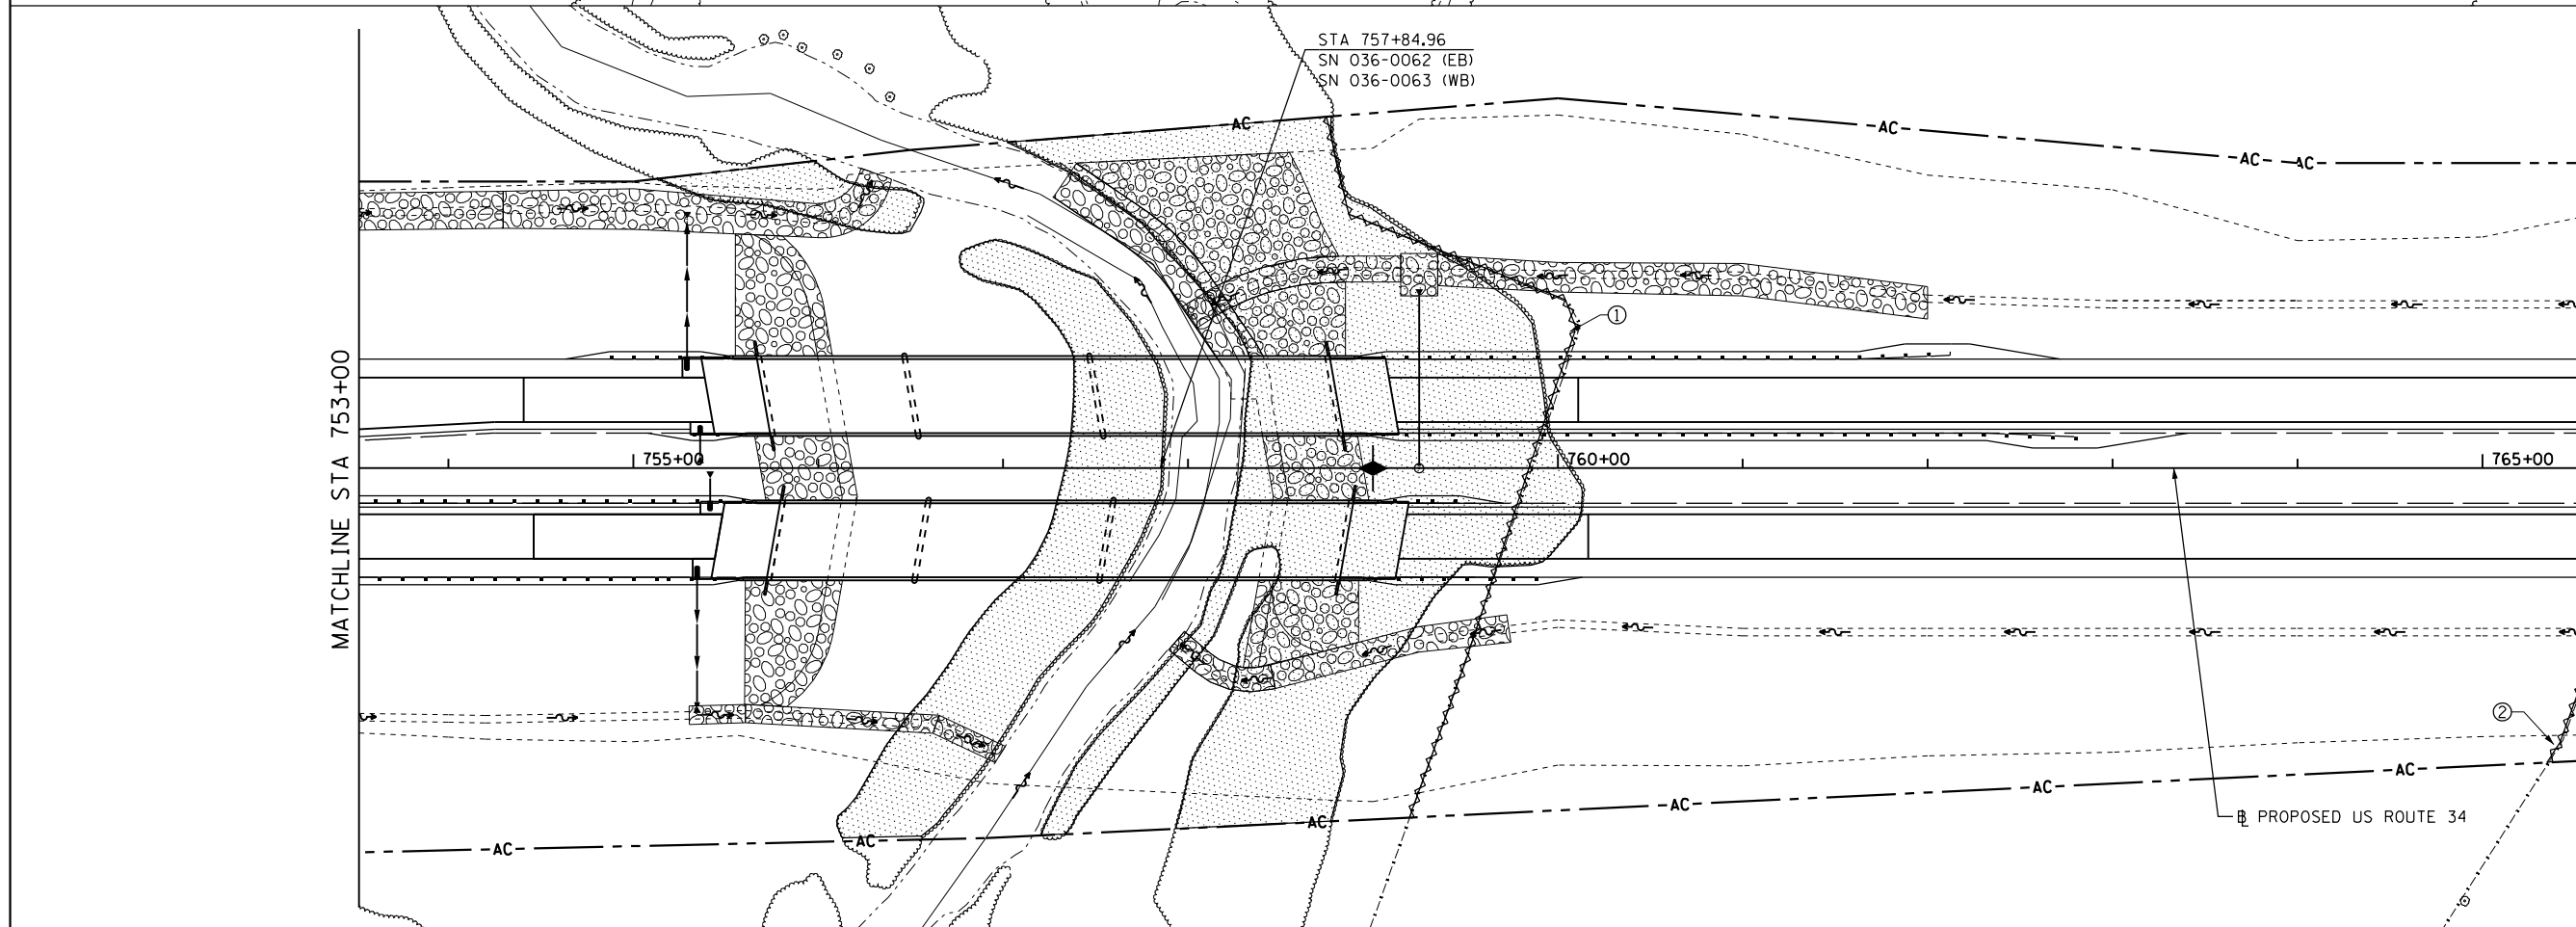 STA 757+84.96
SN 036-0062 (EB)
SN 036-0063 (WB)
AC
AC
AC
AC
1
MATCHLINE STA 753+00
755+00
760+00
765+00
2
AC
AC
AC
AC
AC
AC
℄ PROPOSED US ROUTE 34